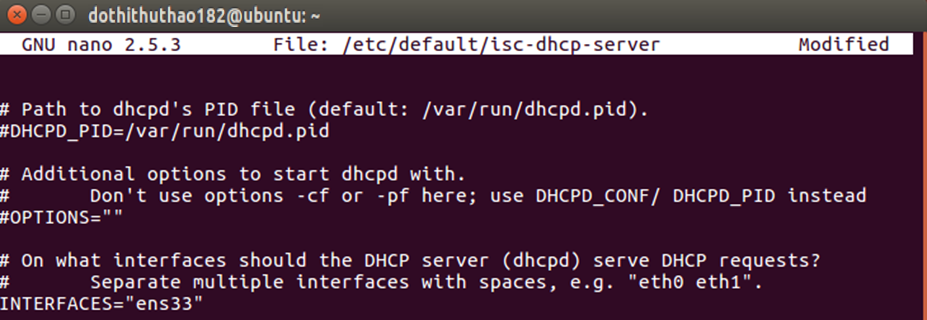 dothithuthao182@ubuntu: ~
GNU nano 2.5.3 File: /etc/default/isc-dhcp-server Modified
# Path to dhcpd's PID file (default: /var/run/dhcpd.pid).
#DHCPD_PID=/var/run/dhcpd.pid
# Additional options to start dhcpd with.
#       Don't use options -cf or -pf here; use DHCPD_CONF/ DHCPD_PID instead
#OPTIONS=""
# On what interfaces should the DHCP server (dhcpd) serve DHCP requests?
#       Separate multiple interfaces with spaces, e.g. "eth0 eth1".
INTERFACES="ens33"